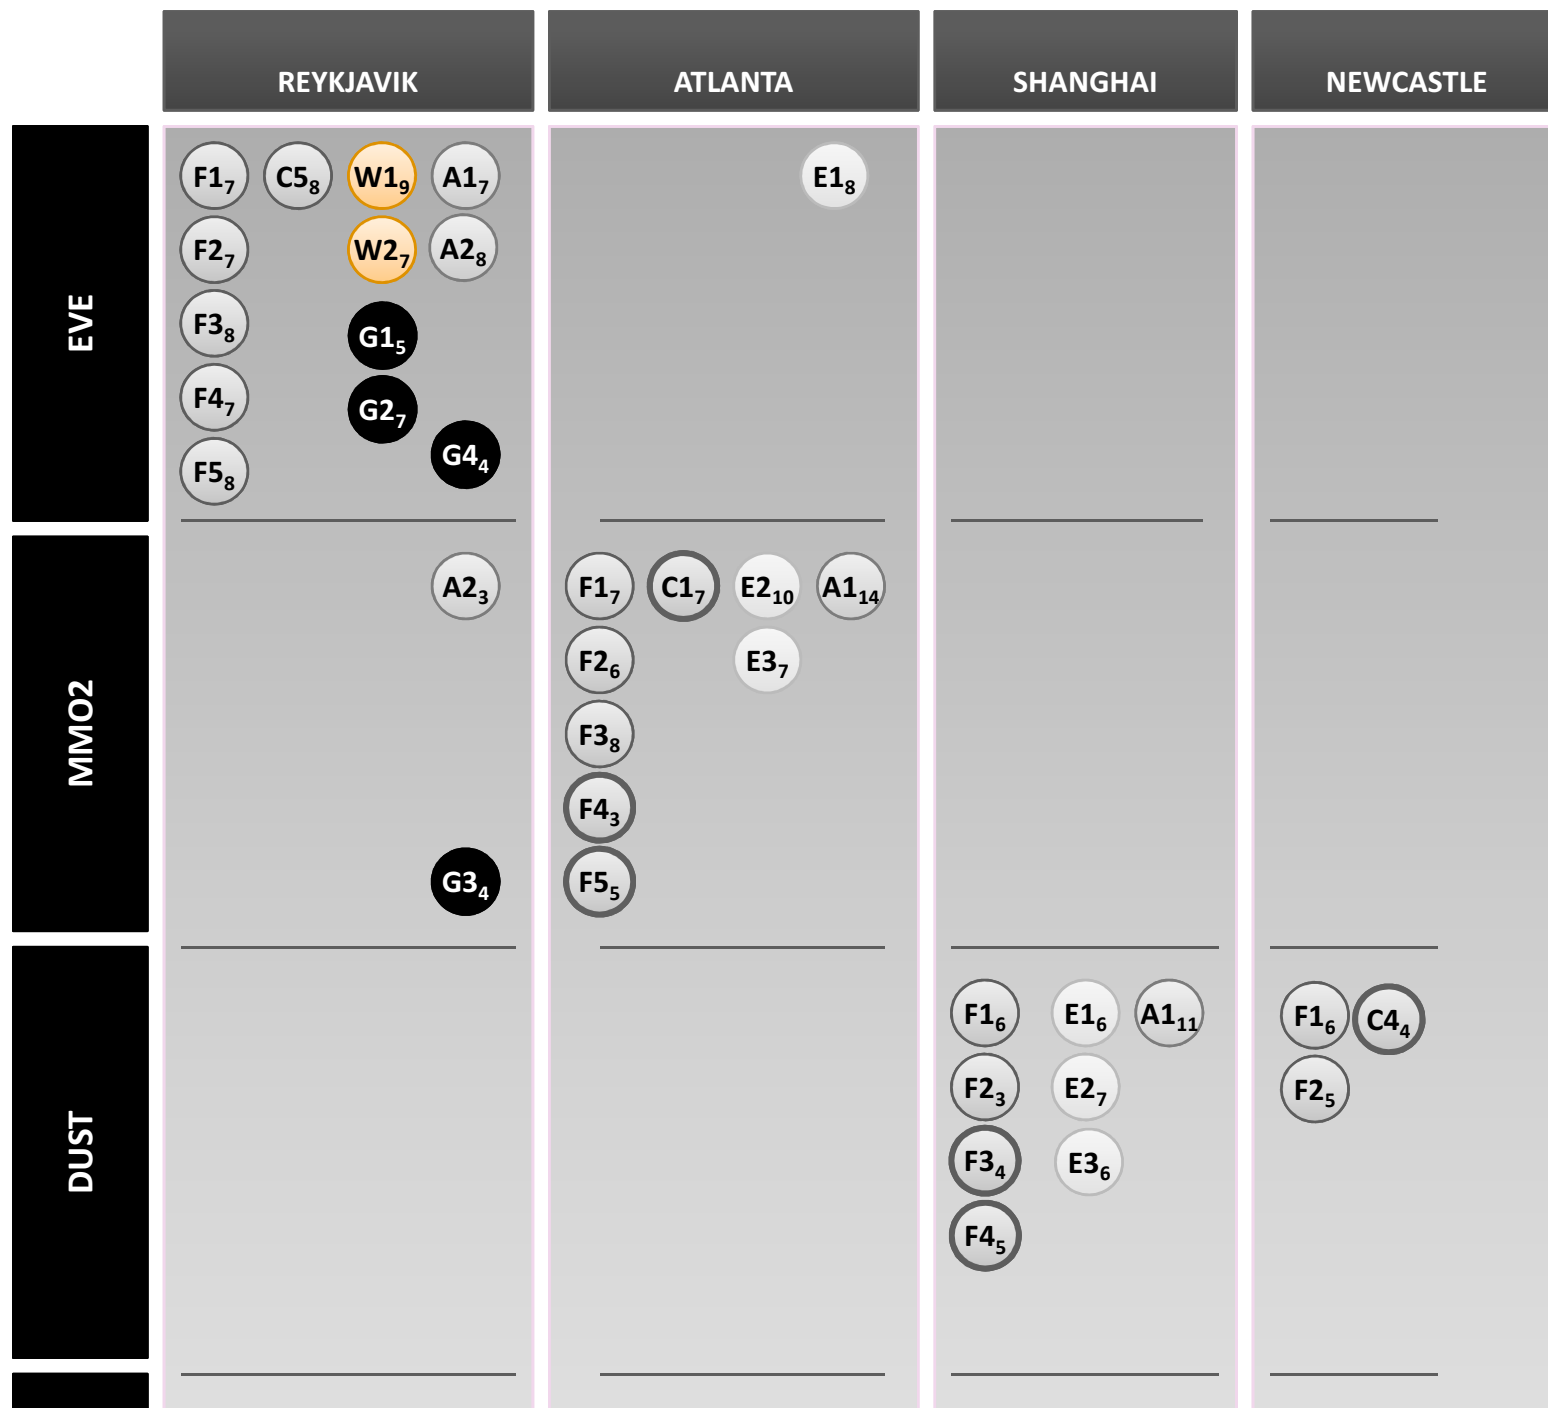 REYKJAVIK ATLANTA SHANGHAI NEWCASTLE
EVE
F1₇ C5₈ W1₉ A1₇ E1₈
F2₇ W2₇ A2₈
F3₈ G1₅
F4₇ G2₇
F5₈ G4₄
MMO2
A2₃ F1₇ C1₇ E2₁₀ A1₁₄
F2₆ E3₇
F3₈
F4₃
G3₄ F5₅
DUST
F1₆ E1₆ A1₁₁ F1₆ C4₄
F2₃ E2₇ F2₅
F3₄ E3₆
F4₅